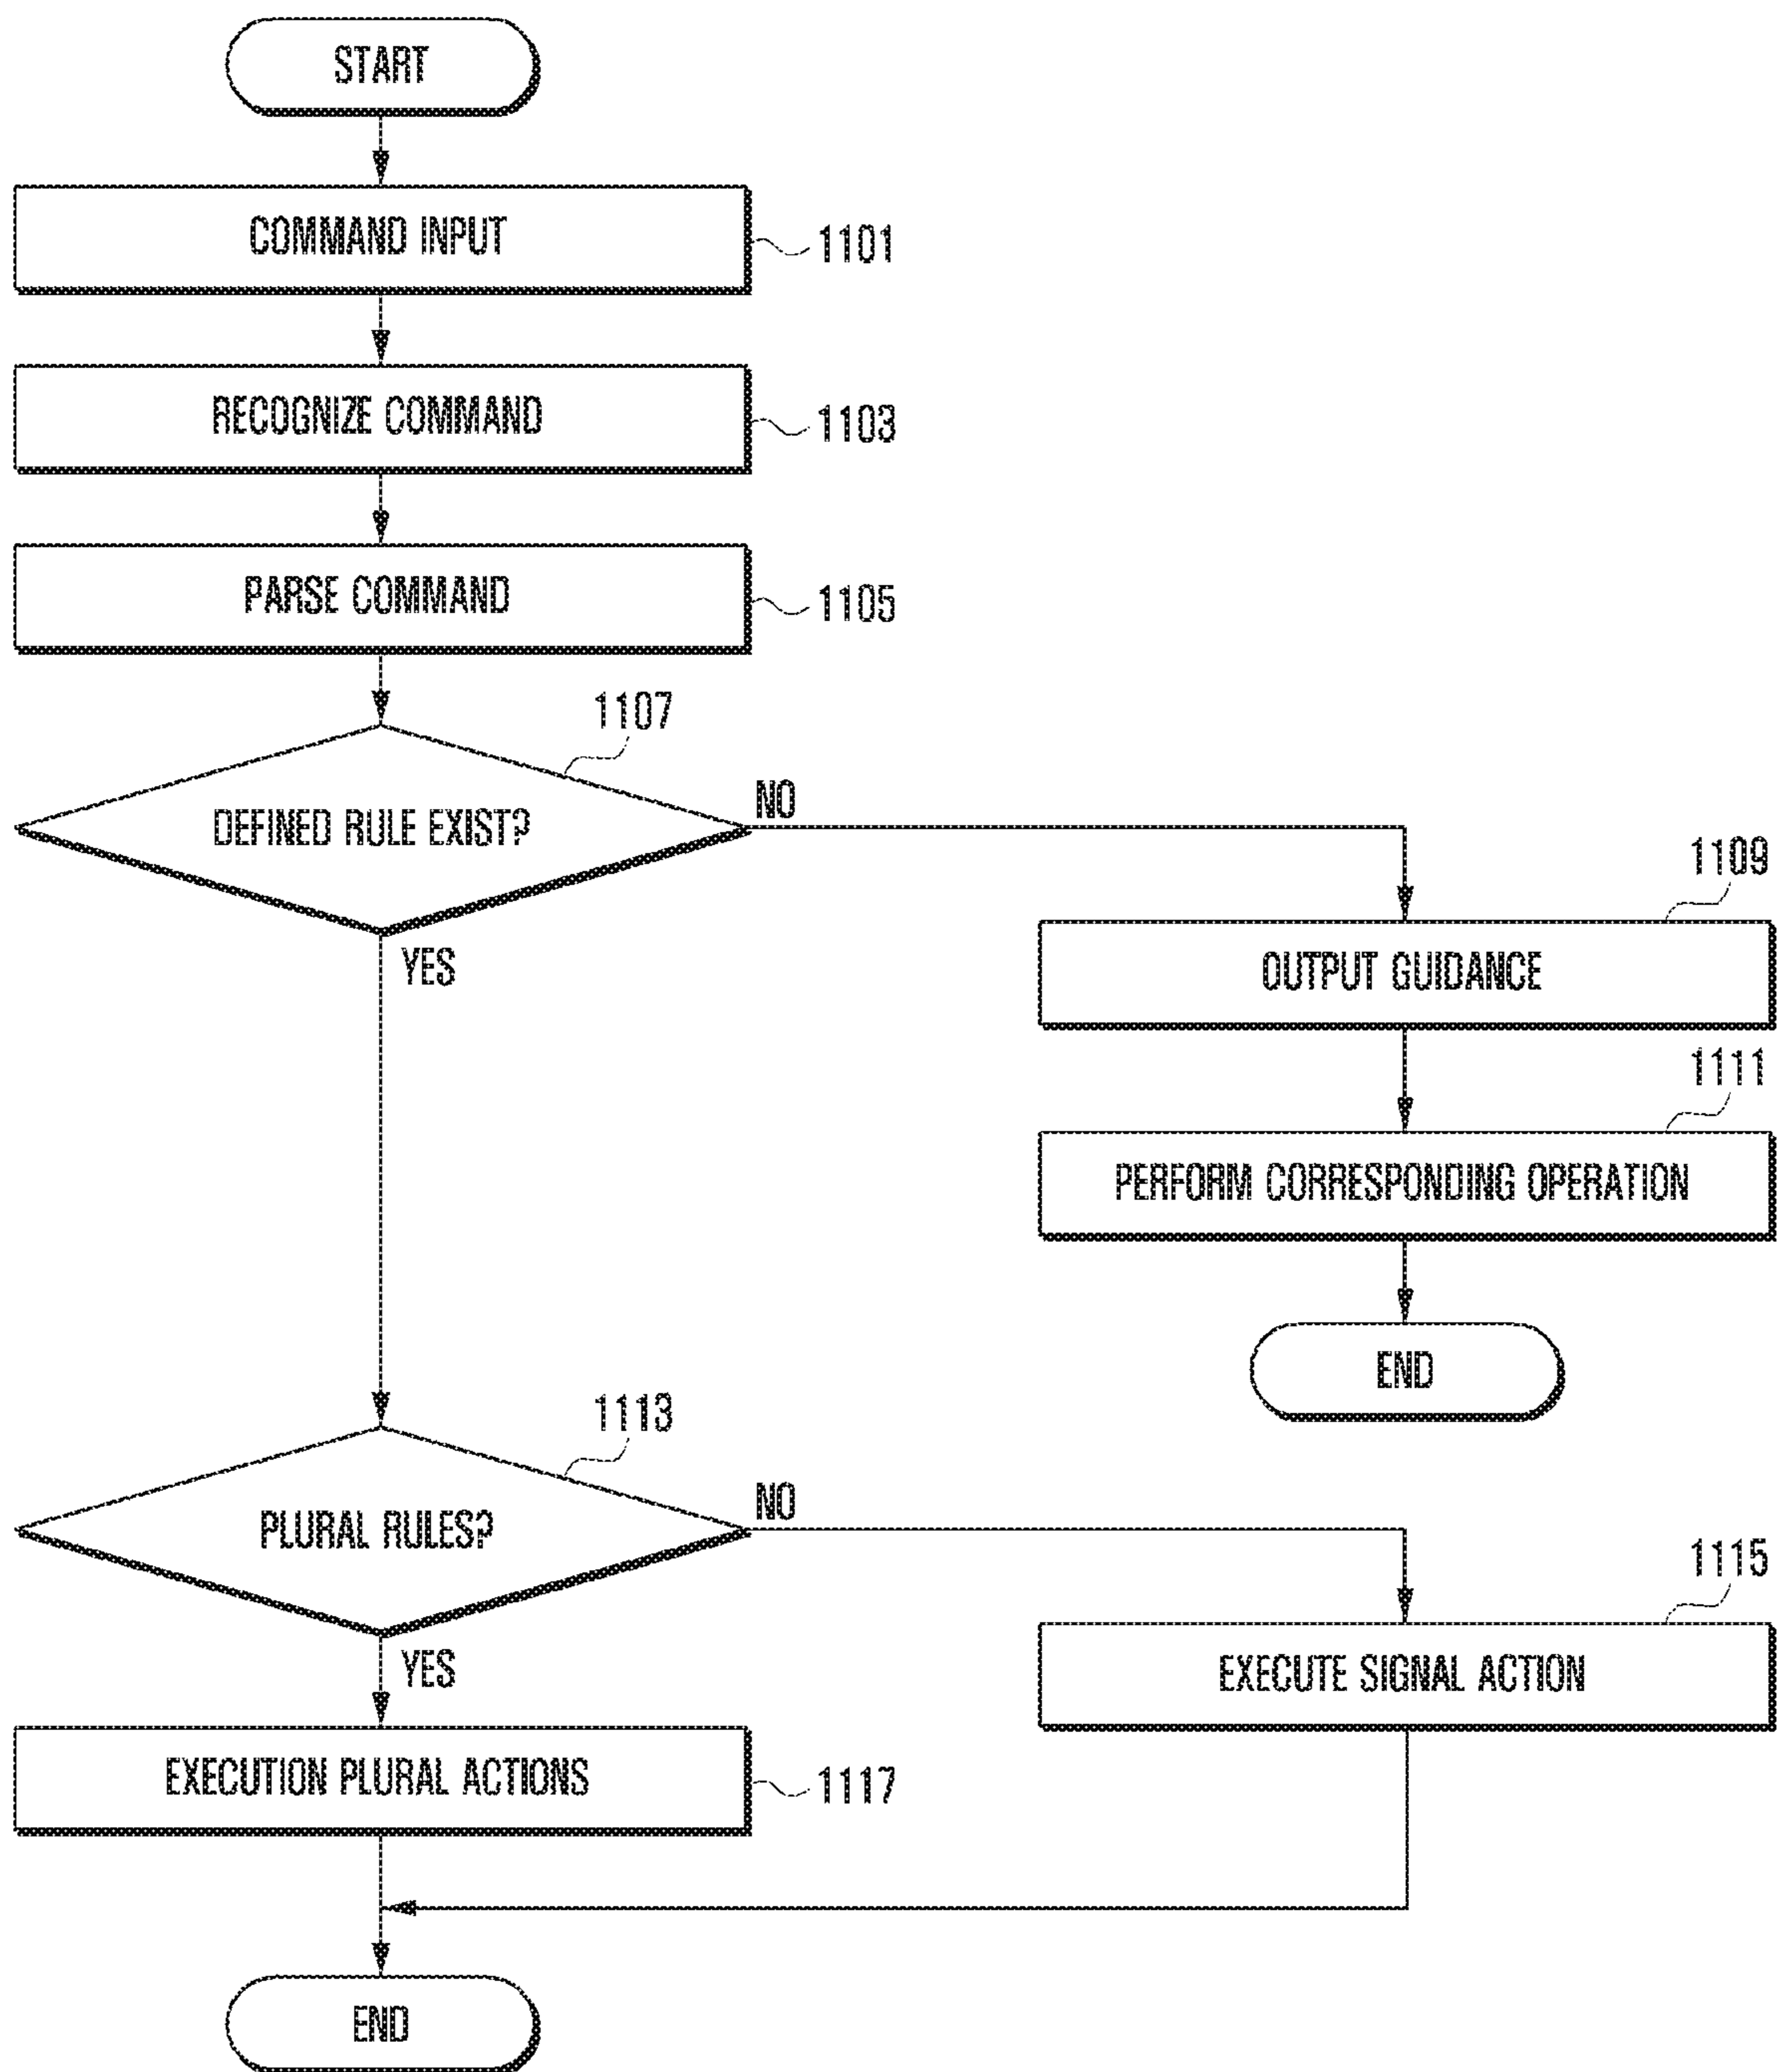 START
COMMAND INPUT
1101
RECOGNIZE COMMAND
1103
PARSE COMMAND
1105
1107
DEFINED RULE EXIST?
NO
YES
1109
OUTPUT GUIDANCE
1111
PERFORM CORRESPONDING OPERATION
END
1113
PLURAL RULES?
NO
YES
1115
EXECUTE SIGNAL ACTION
EXECUTION PLURAL ACTIONS
1117
END